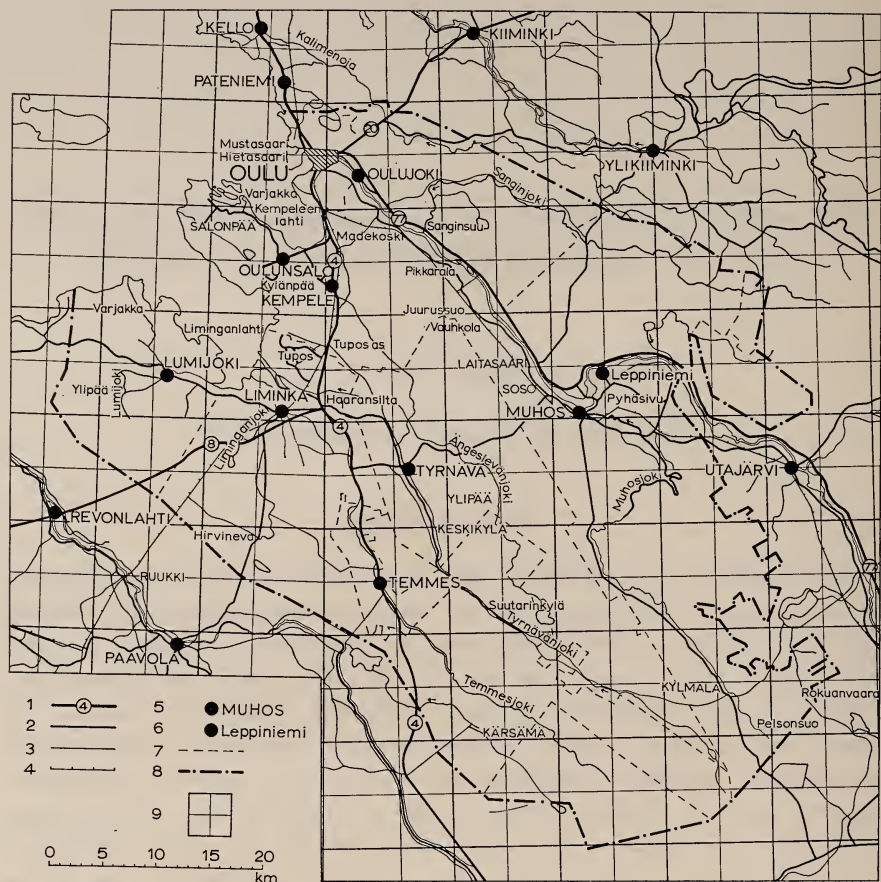 KELLO
KIIMINKI
Kalimenoja
PATENIEMI
20
Mustasaari
Hietasaari
OULU
YLIKIIMINKI
OULUJOKI
Sanginjoki
Varjakka
Kempeleen
lahti
SALONPÄÄ
77
Sanginsuu
Madekoski
OULUNSALO
4
Pikkarala
Kylänpää
KEMPELE
Varjakka
Juurussuo
Vauhkola
Liminganlahti
Tupos
Tupos as
LAITASAARI
LUMIJOKI
Leppiniemi
Ylipää
Lumijoki
SOSO
Pyhäsivu
LIMINKA
Haaransilta
MUHOS
Liminganjoki
8
4
Ängeslevänjoki
TYRNÄVÄ
UTAJÄRVI
Muhosjoki
YLIPÄÄ
REVONLAHTI
KESKIKYLÄ
Hirvineva
RUUKKI
TEMMES
77
Suutarinkylä
Tyrnävänjoki
PAAVOLA
Temmesjoki
KYLMÄLÄ
Rokuanvaara
4
KÄRSÄMÄ
Pelsonsuo
1 4 5 MUHOS
2 6 Leppiniemi
3 7
4 8
9
0 5 10 15 20
km